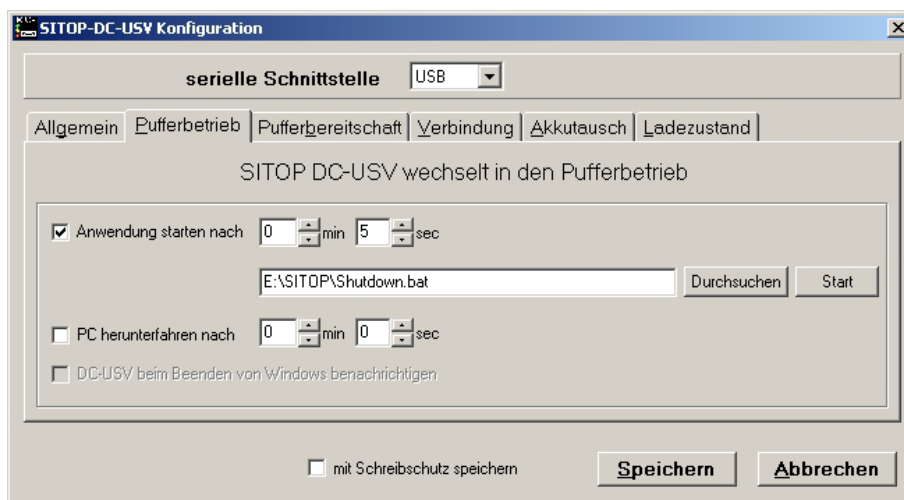 SITOP-DC-USV Konfiguration
serielle Schnittstelle USB
Allgemein Pufferbetrieb Pufferbereitschaft Verbindung Akkutausch Ladezustand
SITOP DC-USV wechselt in den Pufferbetrieb
Anwendung starten nach 0 min 5 sec
E:\SITOP\Shutdown.bat Durchsuchen Start
PC herunterfahren nach 0 min 0 sec
DC-USV beim Beenden von Windows benachrichtigen
mit Schreibschutz speichern Speichern Abbrechen